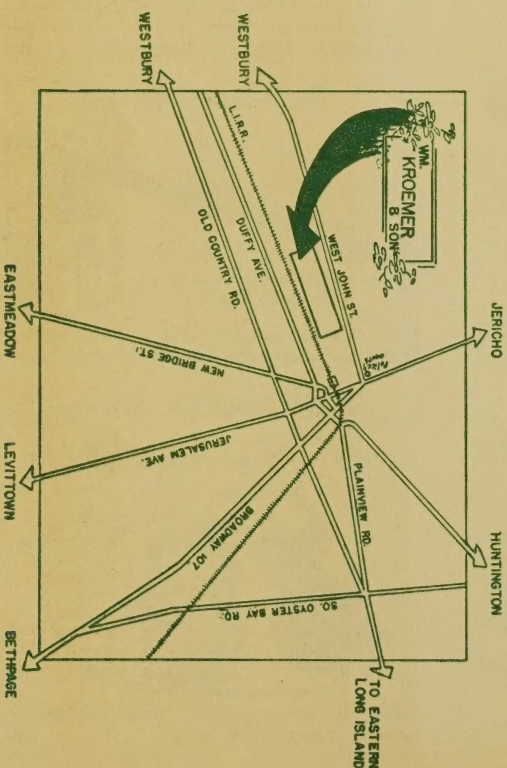 WESTBURY
WESTBURY
WM.
KROEMER
& SON
L.I.R.R.
WEST JOHN ST.
DUFFY AVE.
OLD COUNTRY RD.
JERICHO
EASTMEADOW
NEW BRIDGE ST.
JERUSALEM AVE.
LEVITTOWN
PLAINVIEW RD.
HUNTINGTON
BROADWAY 107
SO. OYSTER BAY RD.
BETHPAGE
TO EASTERN
LONG ISLAND